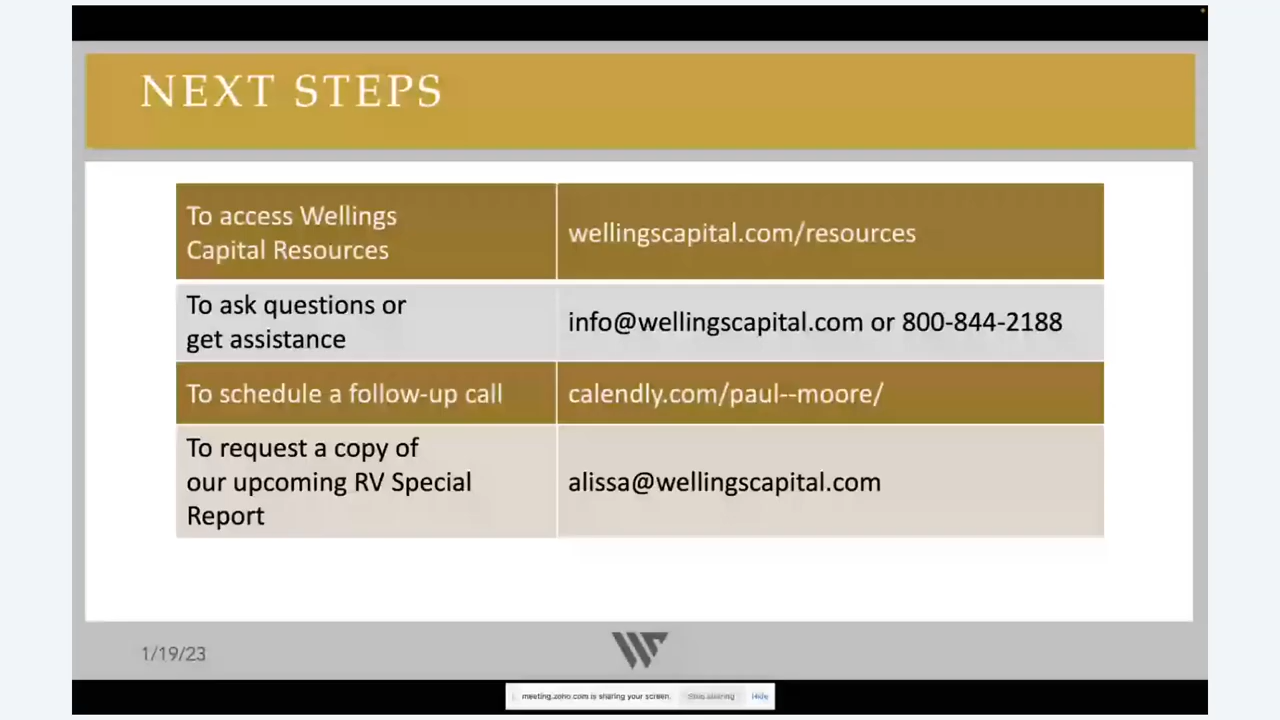 NEXT STEPS
To access Wellings
Capital Resources
wellingscapital.com/resources
To ask questions or
get assistance
info@wellingscapital.com or 800-844-2188
To schedule a follow-up call
calendly.com/paul--moore/
To request a copy of
our upcoming RV Special
Report
alissa@wellingscapital.com
1/19/23
meeting.zoho.com is sharing your screen.
Stop sharing
Hide